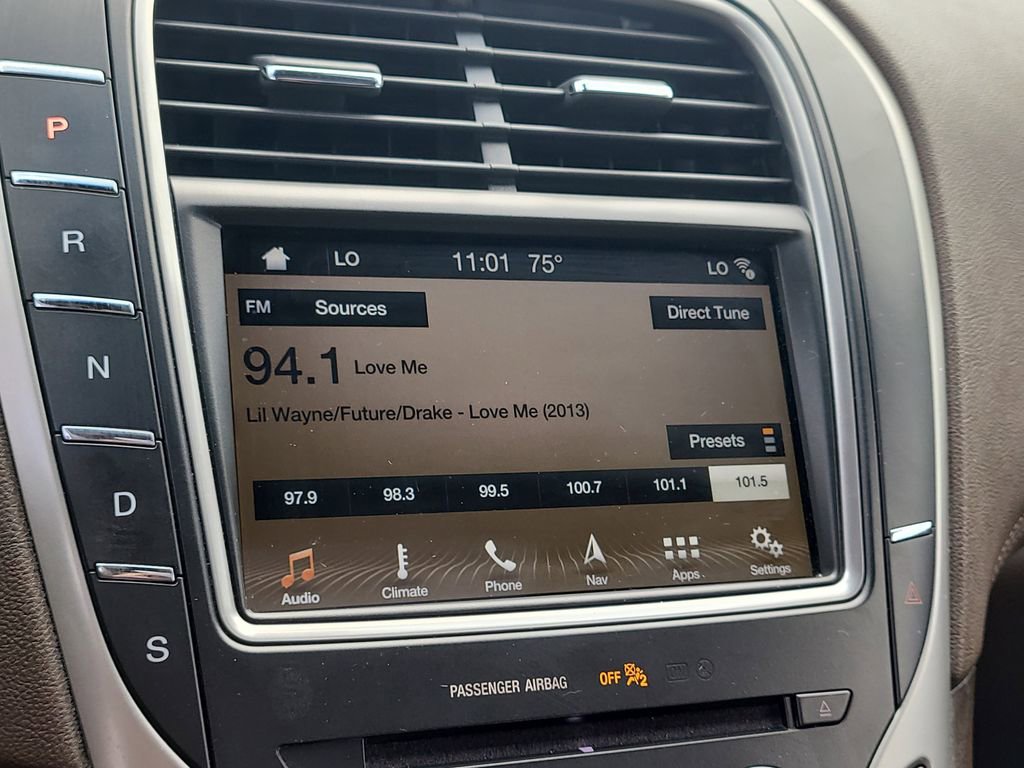 P
R
N
D
S
LO 11:01 75° LO
FM Sources Direct Tune
94.1 Love Me
Lil Wayne/Future/Drake - Love Me (2013)
Presets
97.9 98.3 99.5 100.7 101.1 101.5
Audio Climate Phone Nav Apps Settings
PASSENGER AIRBAG OFF 2